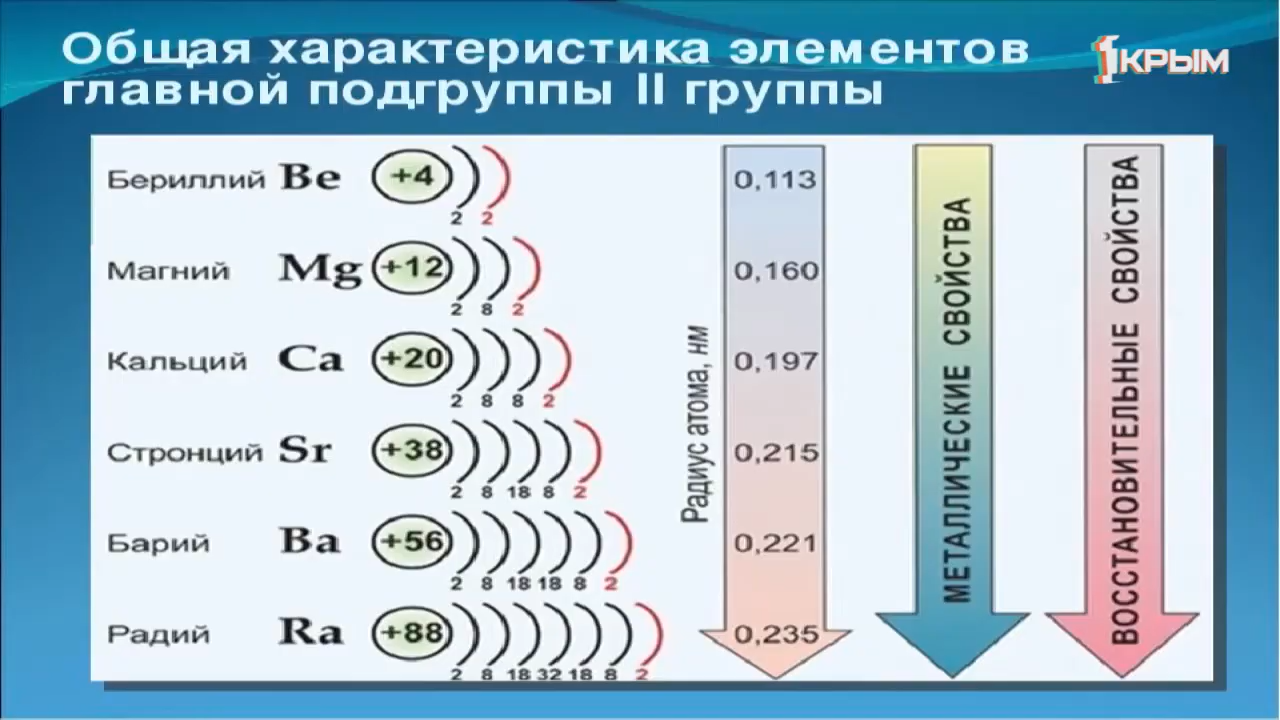 Общая характеристика элементов
главной подгруппы II группы
1 КРЫМ
Бериллий Be +4 0,113
2 2
Магний Mg +12 0,160
2 8 2
Кальций Ca +20 0,197
2 8 8 2
Стронций Sr +38 0,215
2 8 18 8 2
Барий Ba +56 0,221
2 8 18 18 8 2
Радий Ra +88 0,235
2 8 18 32 18 8 2
Радиус атома, нм
МЕТАЛЛИЧЕСКИЕ СВОЙСТВА
ВОССТАНОВИТЕЛЬНЫЕ СВОЙСТВА